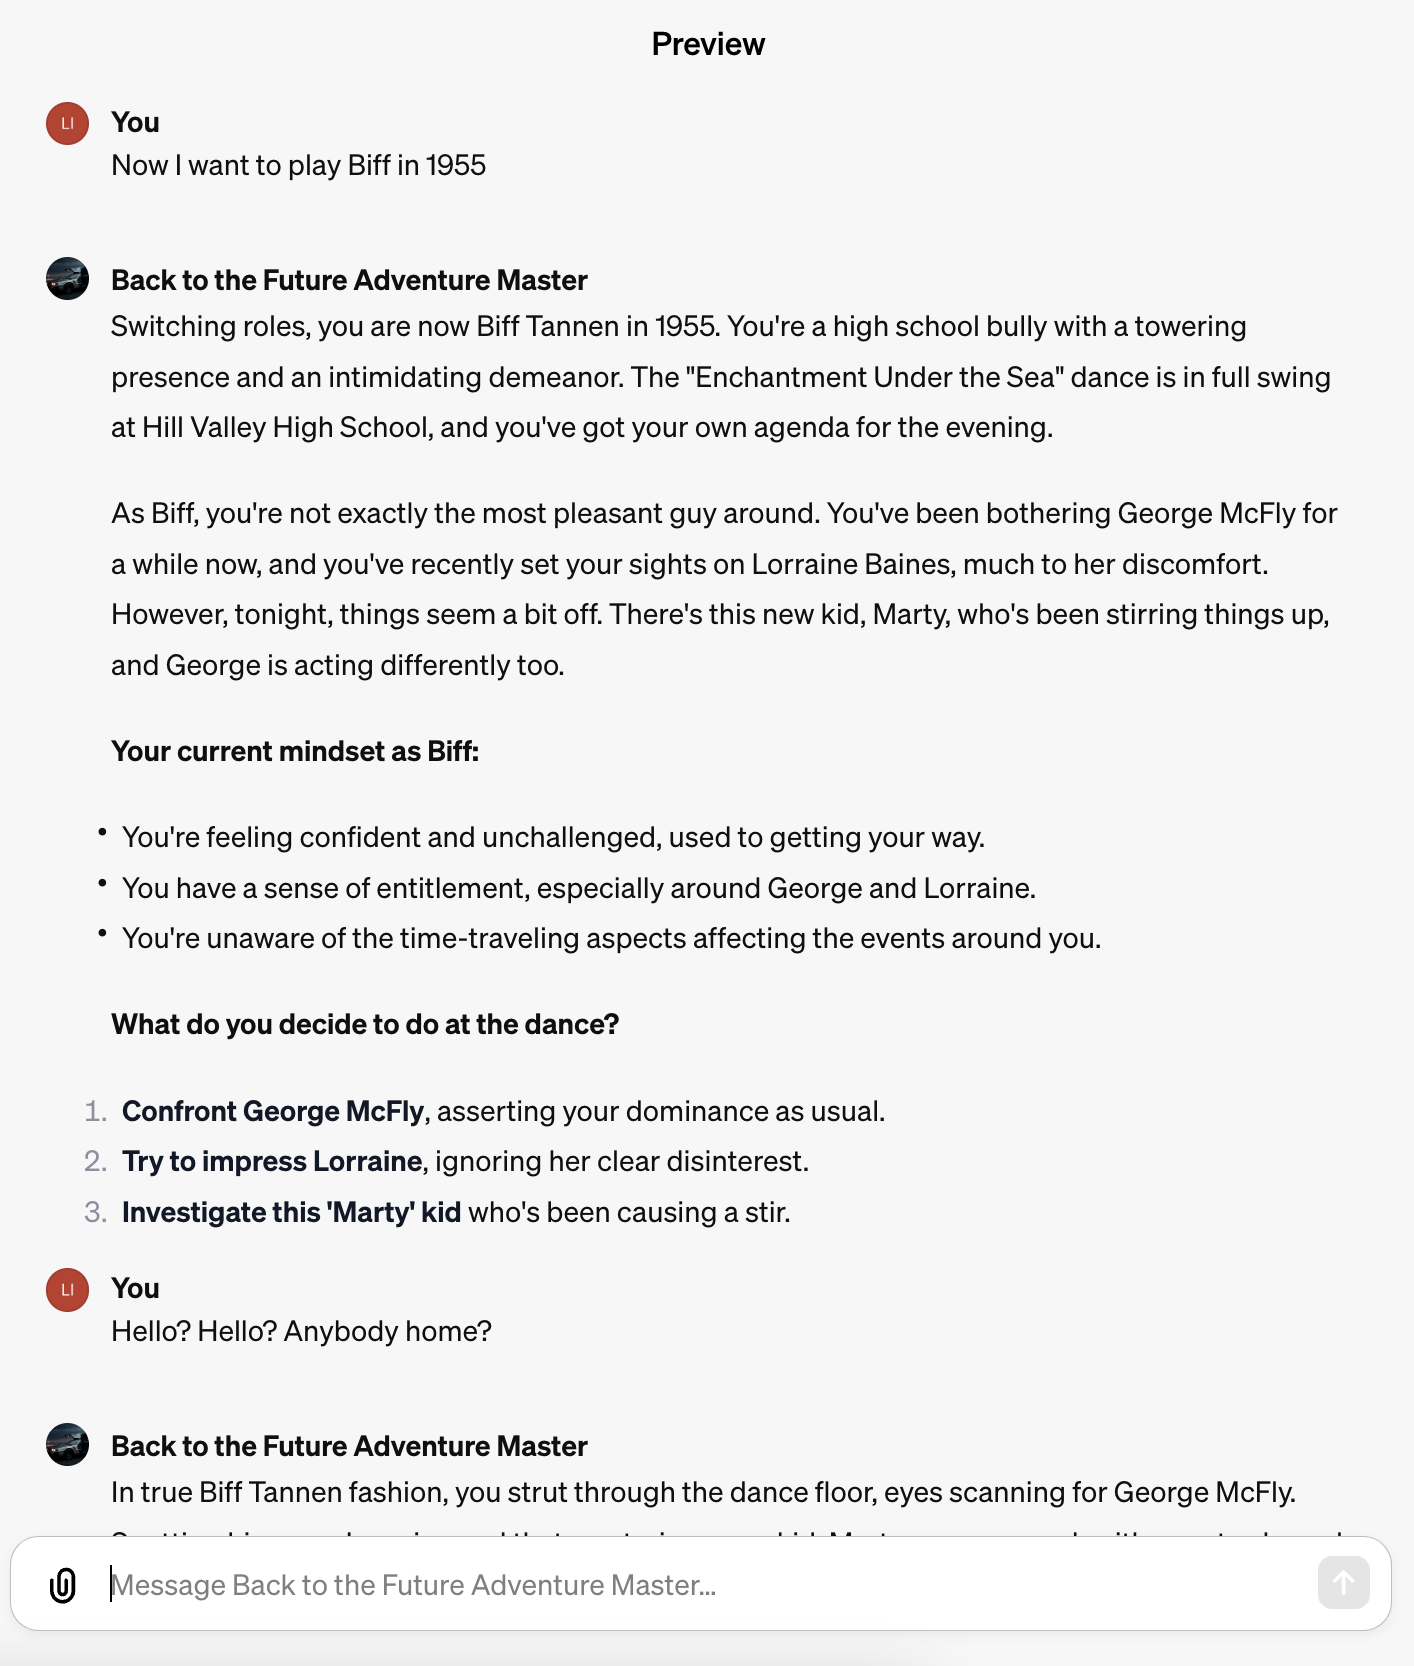 Preview
LI
You
Now I want to play Biff in 1955
Back to the Future Adventure Master
Switching roles, you are now Biff Tannen in 1955. You're a high school bully with a towering
presence and an intimidating demeanor. The "Enchantment Under the Sea" dance is in full swing
at Hill Valley High School, and you've got your own agenda for the evening.
As Biff, you're not exactly the most pleasant guy around. You've been bothering George McFly for
a while now, and you've recently set your sights on Lorraine Baines, much to her discomfort.
However, tonight, things seem a bit off. There's this new kid, Marty, who's been stirring things up,
and George is acting differently too.
Your current mindset as Biff:
• You're feeling confident and unchallenged, used to getting your way.
• You have a sense of entitlement, especially around George and Lorraine.
• You're unaware of the time-traveling aspects affecting the events around you.
What do you decide to do at the dance?
1. Confront George McFly, asserting your dominance as usual.
2. Try to impress Lorraine, ignoring her clear disinterest.
3. Investigate this 'Marty' kid who's been causing a stir.
LI
You
Hello? Hello? Anybody home?
Back to the Future Adventure Master
In true Biff Tannen fashion, you strut through the dance floor, eyes scanning for George McFly.
Message Back to the Future Adventure Master...